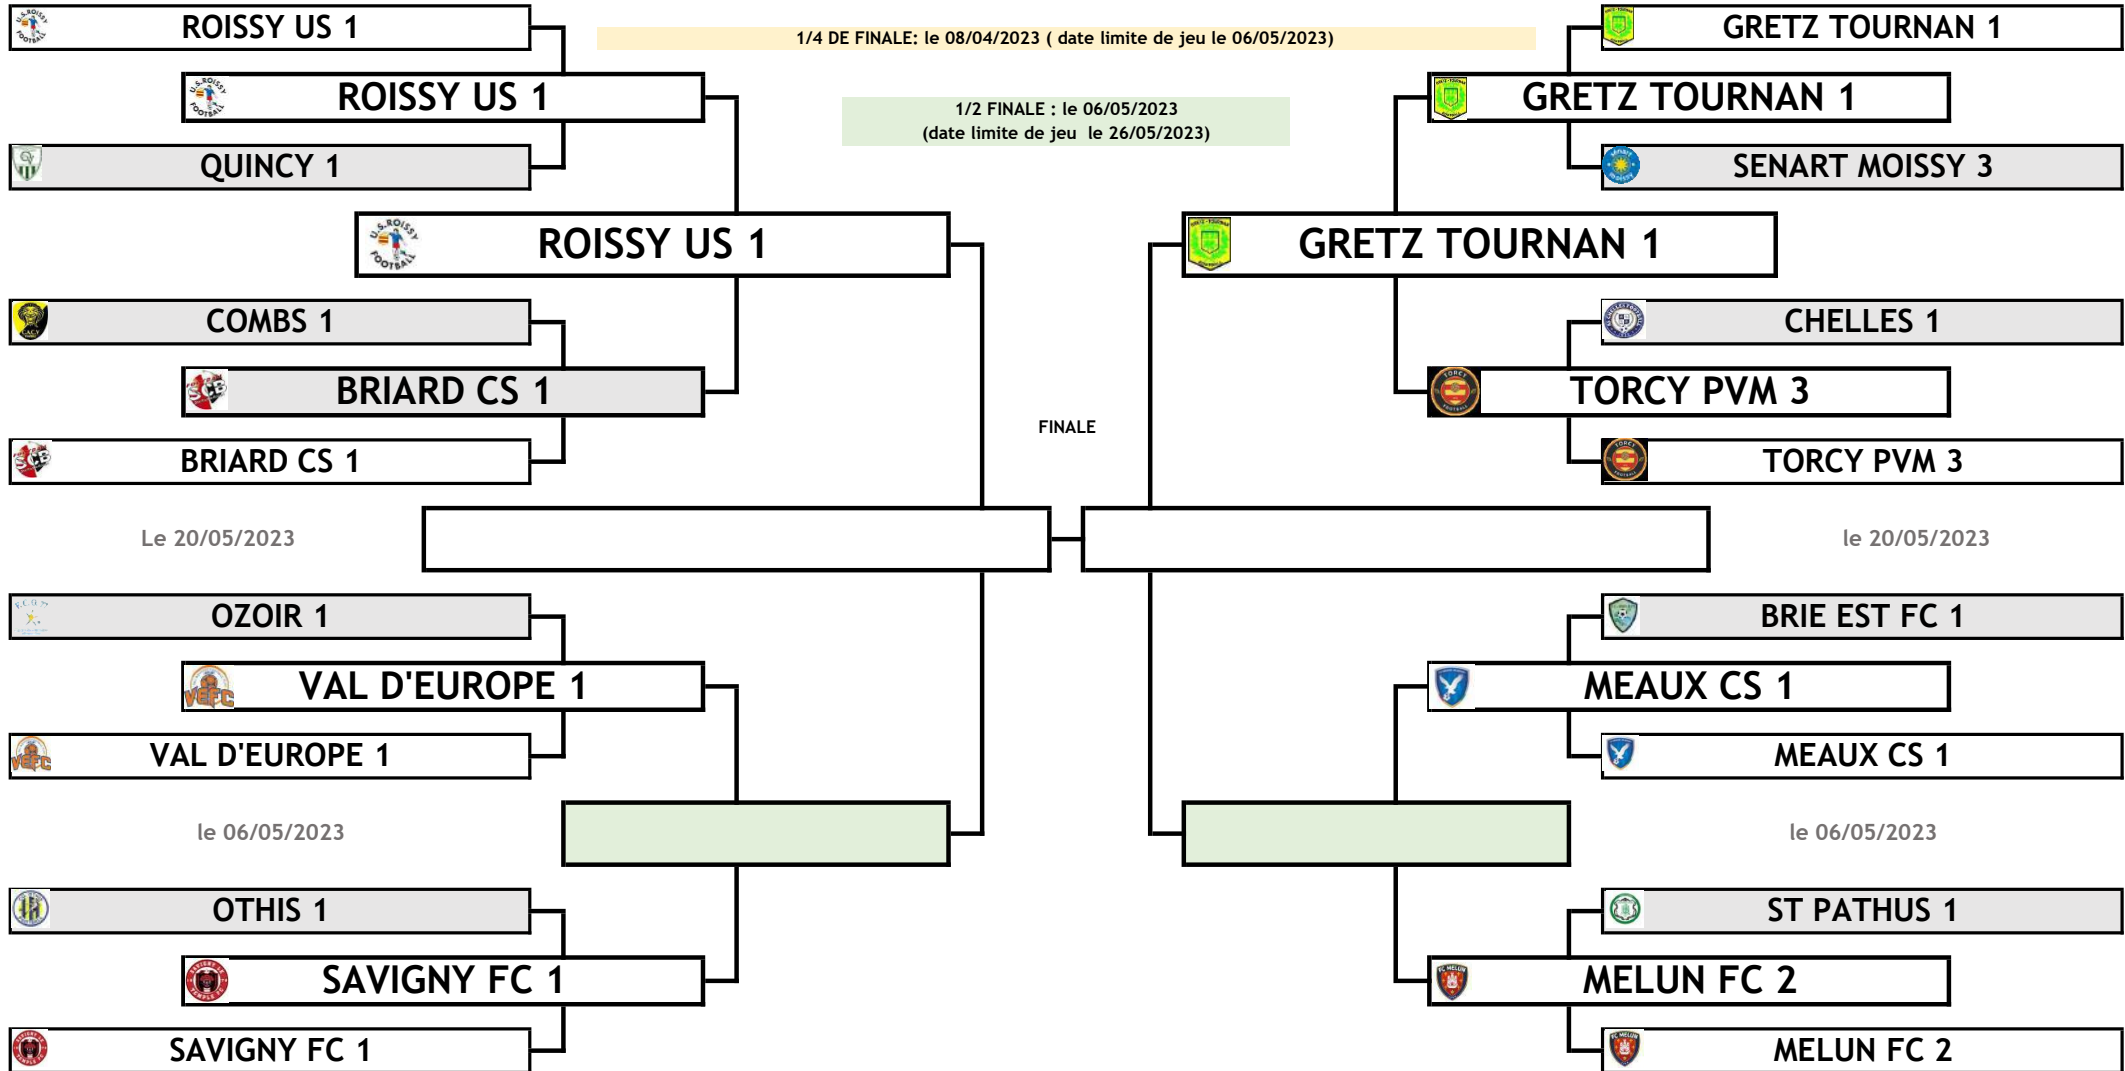 ROISSY US 1
1/4 DE FINALE: le 08/04/2023 ( date limite de jeu le 06/05/2023)
GRETZ TOURNAN 1
ROISSY US 1
1/2 FINALE : le 06/05/2023
(date limite de jeu le 26/05/2023)
GRETZ TOURNAN 1
QUINCY 1
SENART MOISSY 3
U.S.ROISSY
FOOTBALL
ROISSY US 1
GRETZ TOURNAN 1
COMBS 1
CHELLES 1
BRIARD CS 1
TORCY PVM 3
FINALE
BRIARD CS 1
TORCY PVM 3
Le 20/05/2023
le 20/05/2023
OZOIR 1
BRIE EST FC 1
VEFC
VAL D'EUROPE 1
MEAUX CS 1
VAL D'EUROPE 1
MEAUX CS 1
le 06/05/2023
le 06/05/2023
OTHIS 1
ST PATHUS 1
SAVIGNY FC 1
FC MELUN
MELUN FC 2
SAVIGNY FC 1
MELUN FC 2